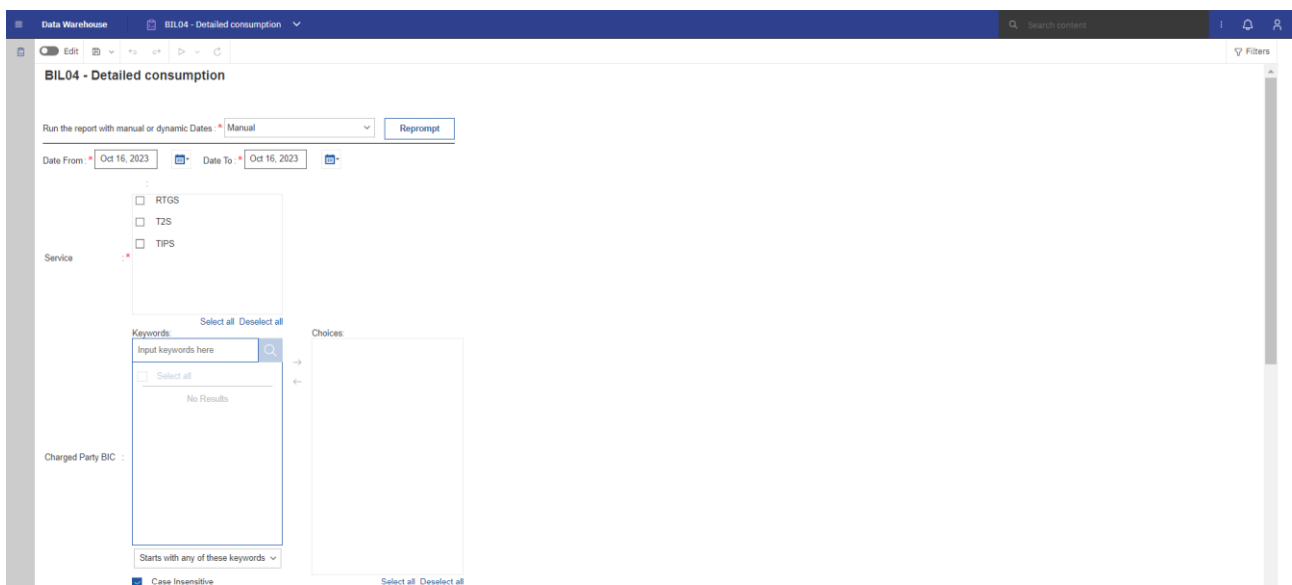 Data Warehouse
BIL04 - Detailed consumption
Search content
Edit
Filters
BIL04 - Detailed consumption
Run the report with manual or dynamic Dates : * Manual
Reprompt
Date From : * Oct 16, 2023
Date To : * Oct 16, 2023
:
RTGS
T2S
TIPS
Service : *
Select all Deselect all
Keywords:
Choices:
Input keywords here
Select all
No Results
Charged Party BIC :
Starts with any of these keywords
Case Insensitive
Select all Deselect all